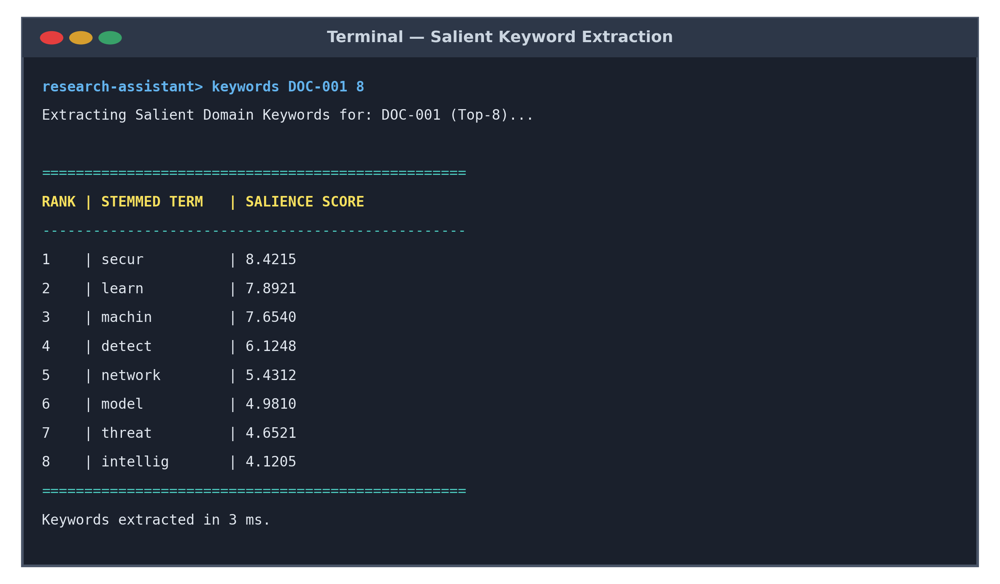 Terminal — Salient Keyword Extraction
research-assistant> keywords DOC-001 8
Extracting Salient Domain Keywords for: DOC-001 (Top-8)...
==================================================
RANK | STEMMED TERM   | SALIENCE SCORE
--------------------------------------------------
1    | secur          | 8.4215
2    | learn          | 7.8921
3    | machin         | 7.6540
4    | detect         | 6.1248
5    | network        | 5.4312
6    | model          | 4.9810
7    | threat         | 4.6521
8    | intellig       | 4.1205
==================================================
Keywords extracted in 3 ms.